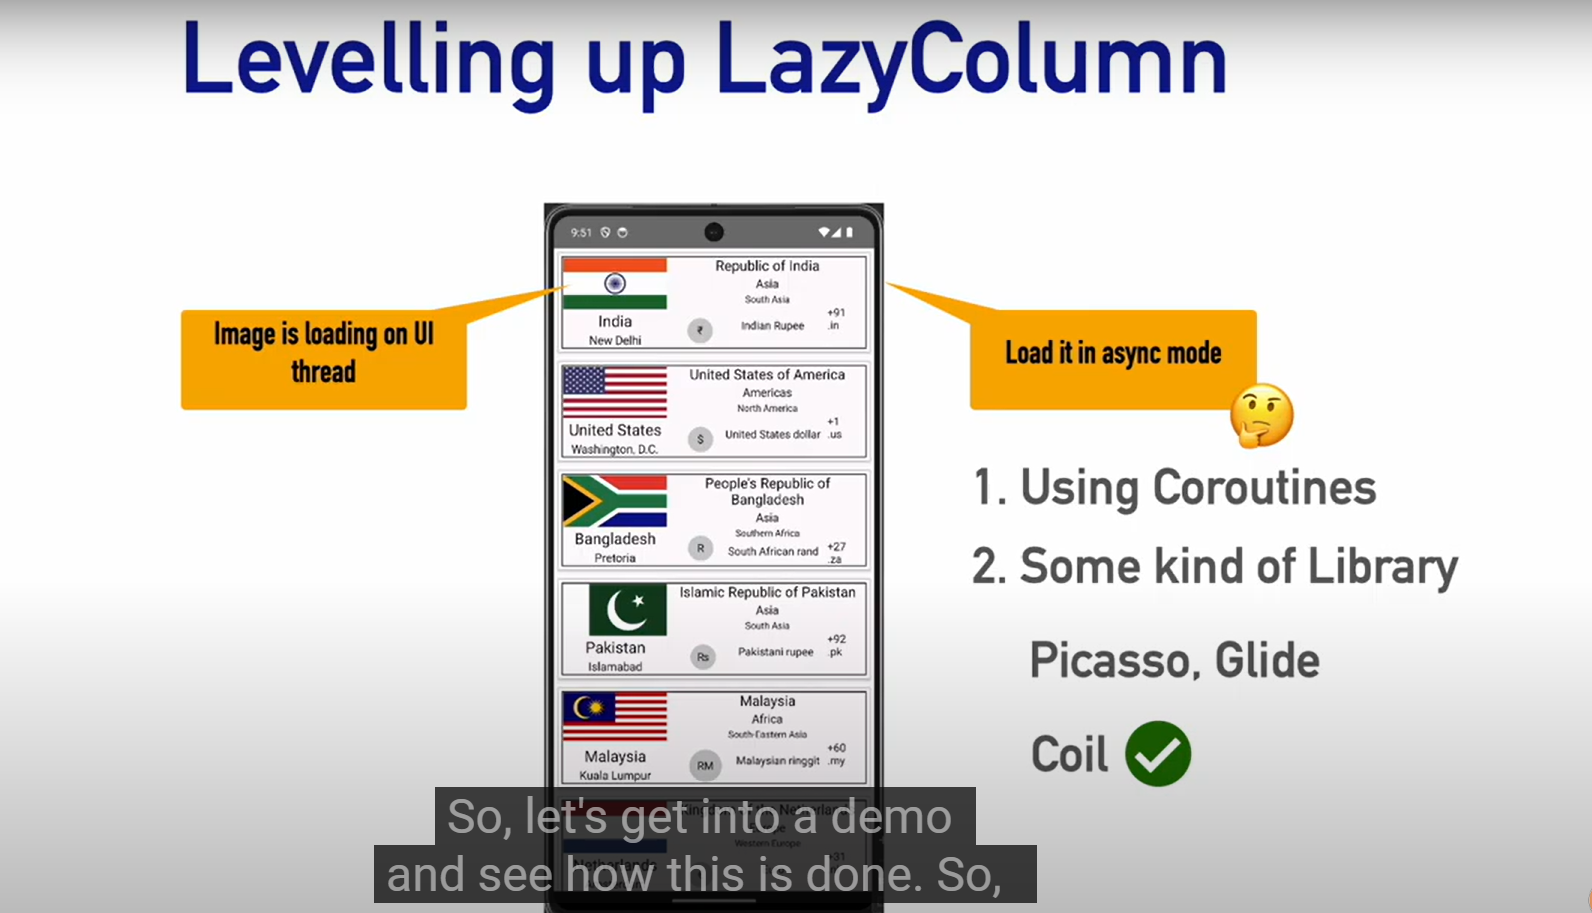 Levelling up LazyColumn
Image is loading on UI
thread
9:51
Republic of India
Asia
South Asia
+91
Indian Rupee
.in
₹
India
New Delhi
United States of America
Americas
North America
+1
United States dollar
.us
$
United States
Washington, D.C.
People's Republic of
Bangladesh
Asia
Southern Africa
+27
South African rand
.za
R
Bangladesh
Pretoria
Islamic Republic of Pakistan
Asia
South Asia
+92
Pakistani rupee
.pk
Rs
Pakistan
Islamabad
Malaysia
Africa
South-Eastern Asia
+60
Malaysian ringgit
.my
RM
Malaysia
Kuala Lumpur
Western Europe
+31
Netherlands
Load it in async mode
1. Using Coroutines
2. Some kind of Library
Picasso, Glide
Coil
So, let's get into a demo
and see how this is done. So,